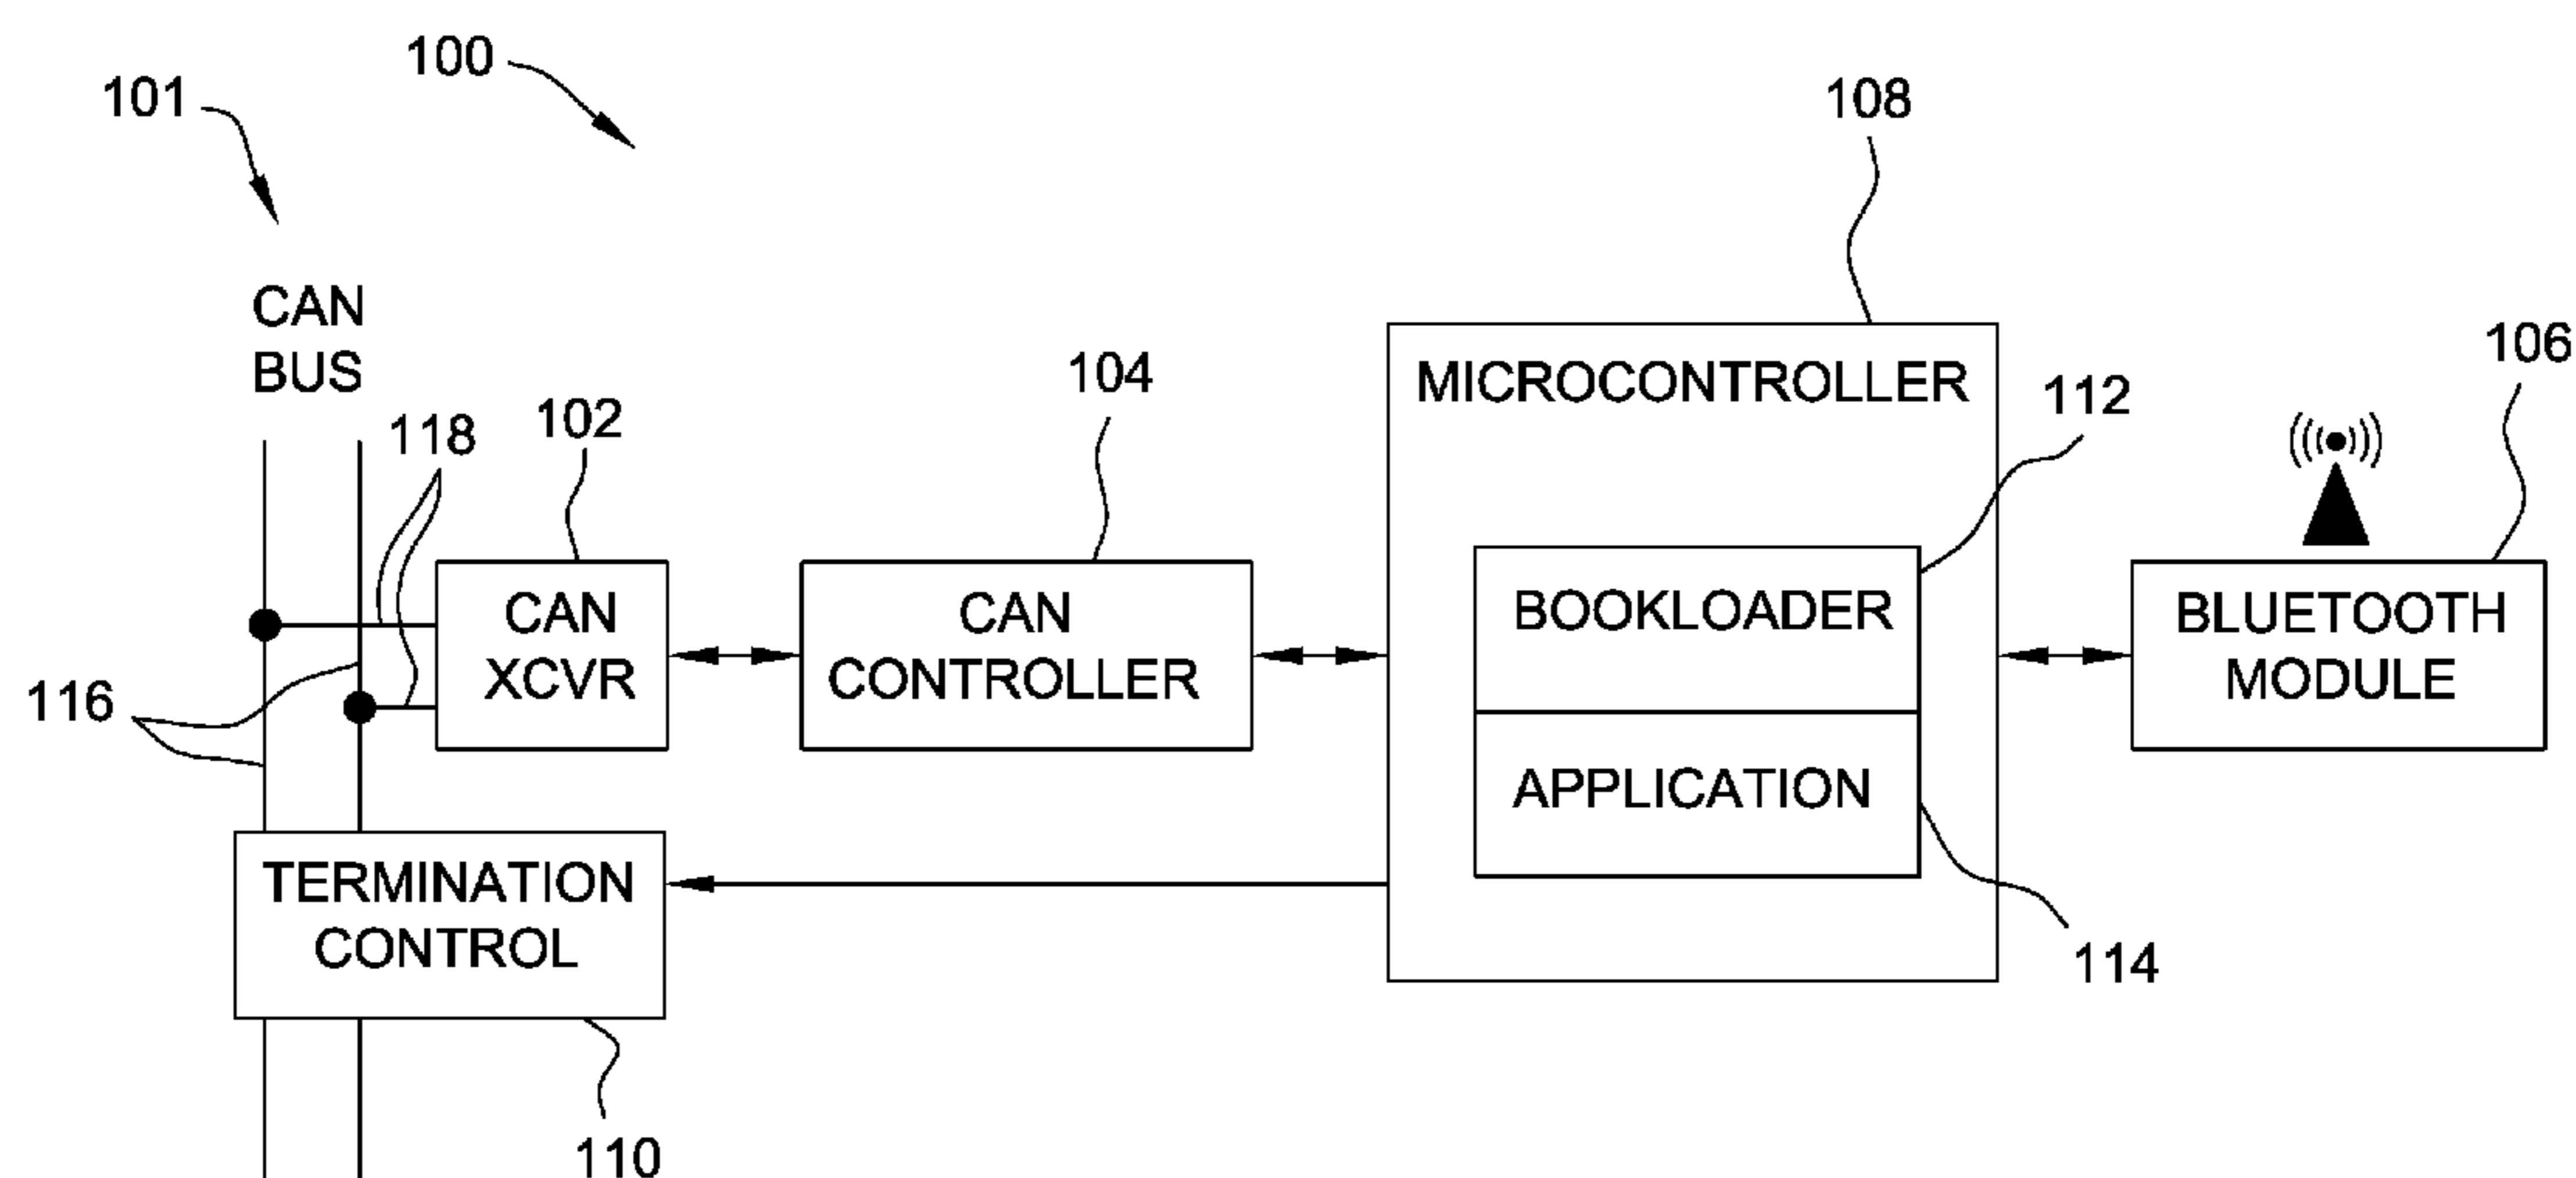 100
101
108
CAN
BUS
106
104
MICROCONTROLLER
112
102
118
CAN
XCVR
CAN
CONTROLLER
BOOKLOADER
BLUETOOTH
MODULE
116
APPLICATION
TERMINATION
CONTROL
114
110